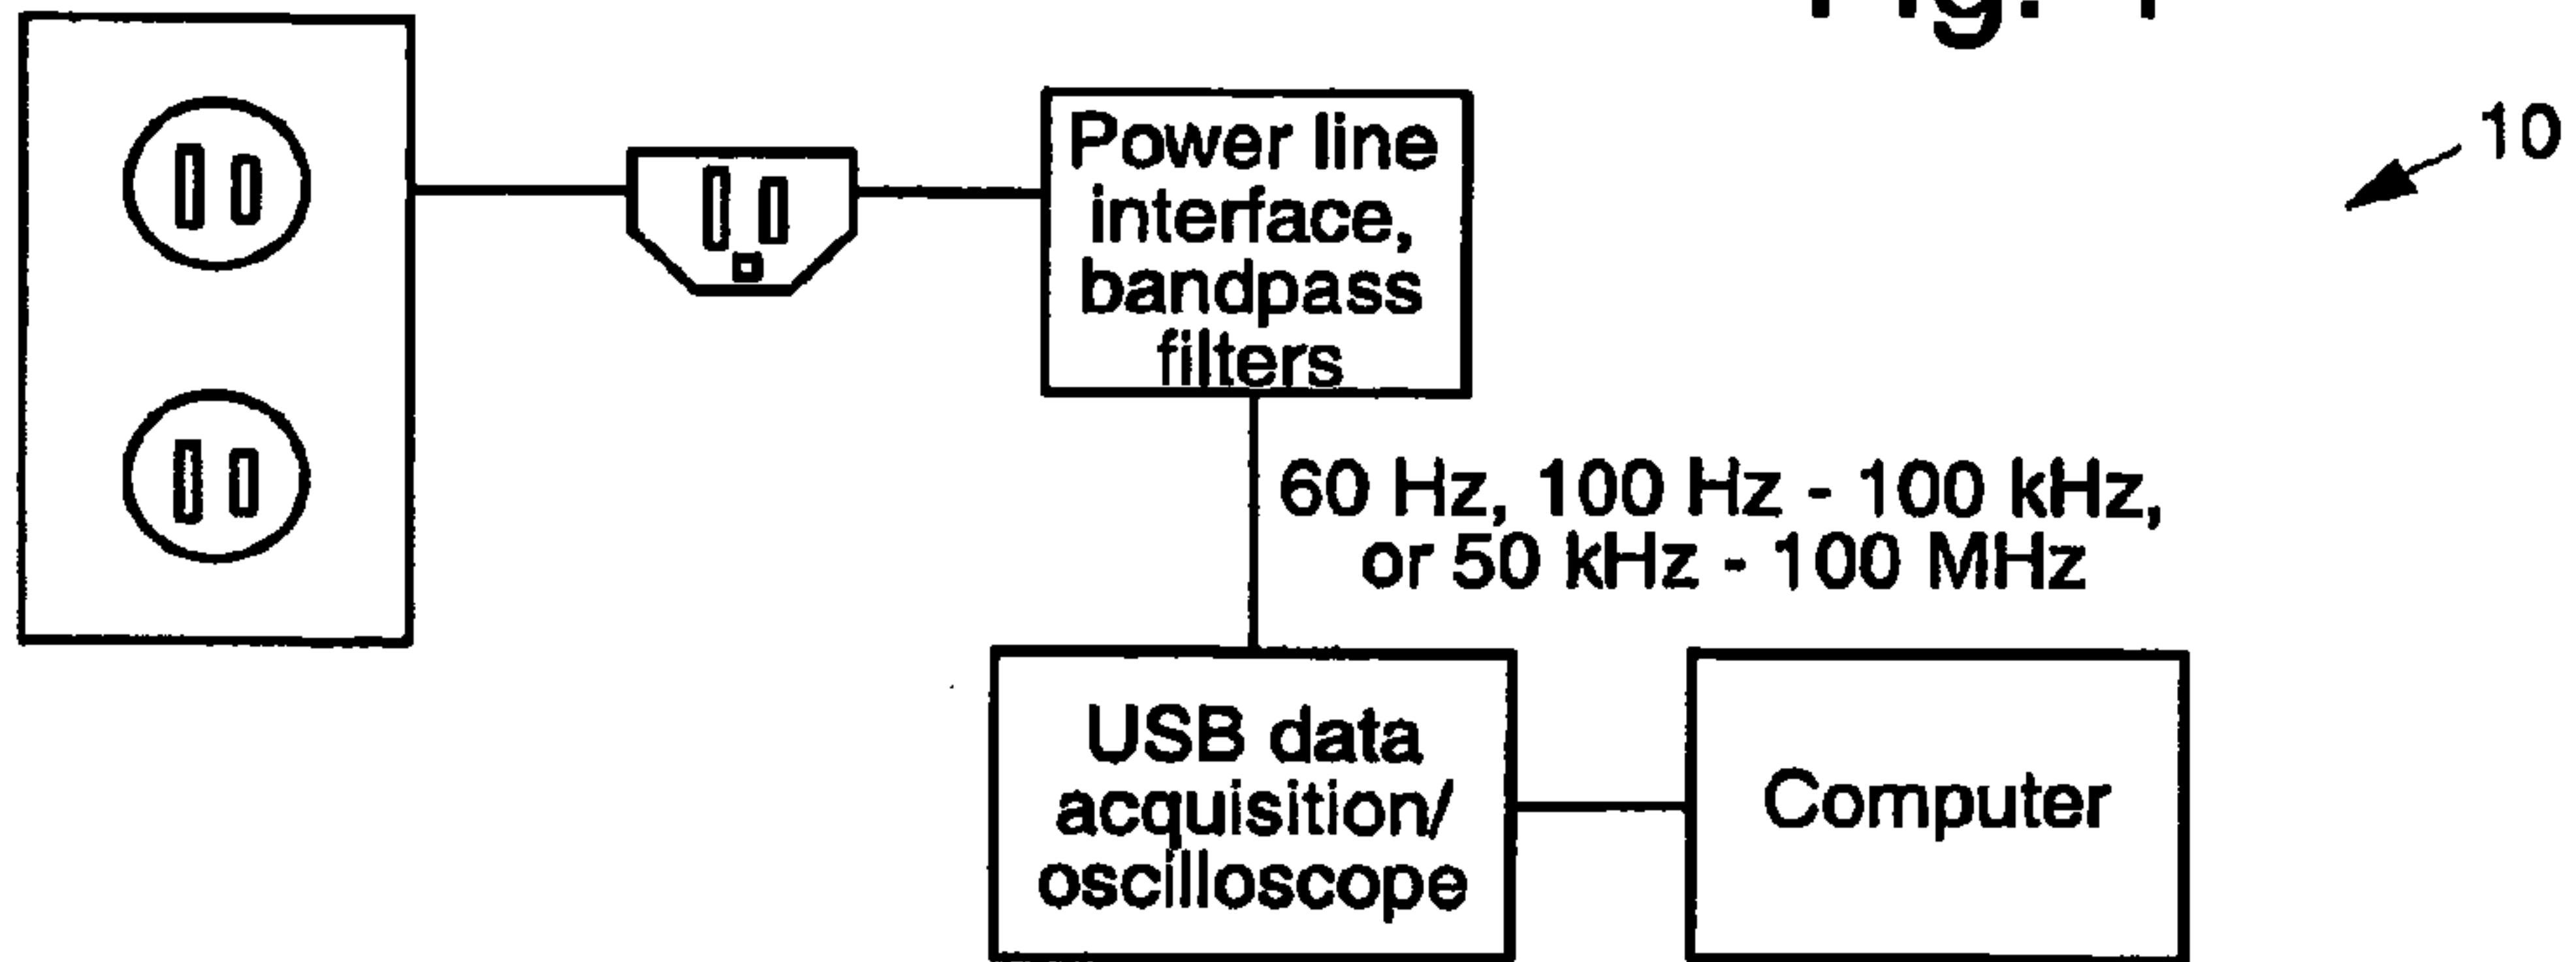 Fig. 1
10
Power line
interface,
bandpass
filters
60 Hz, 100 Hz - 100 kHz,
or 50 kHz - 100 MHz
USB data
acquisition/
oscilloscope
Computer